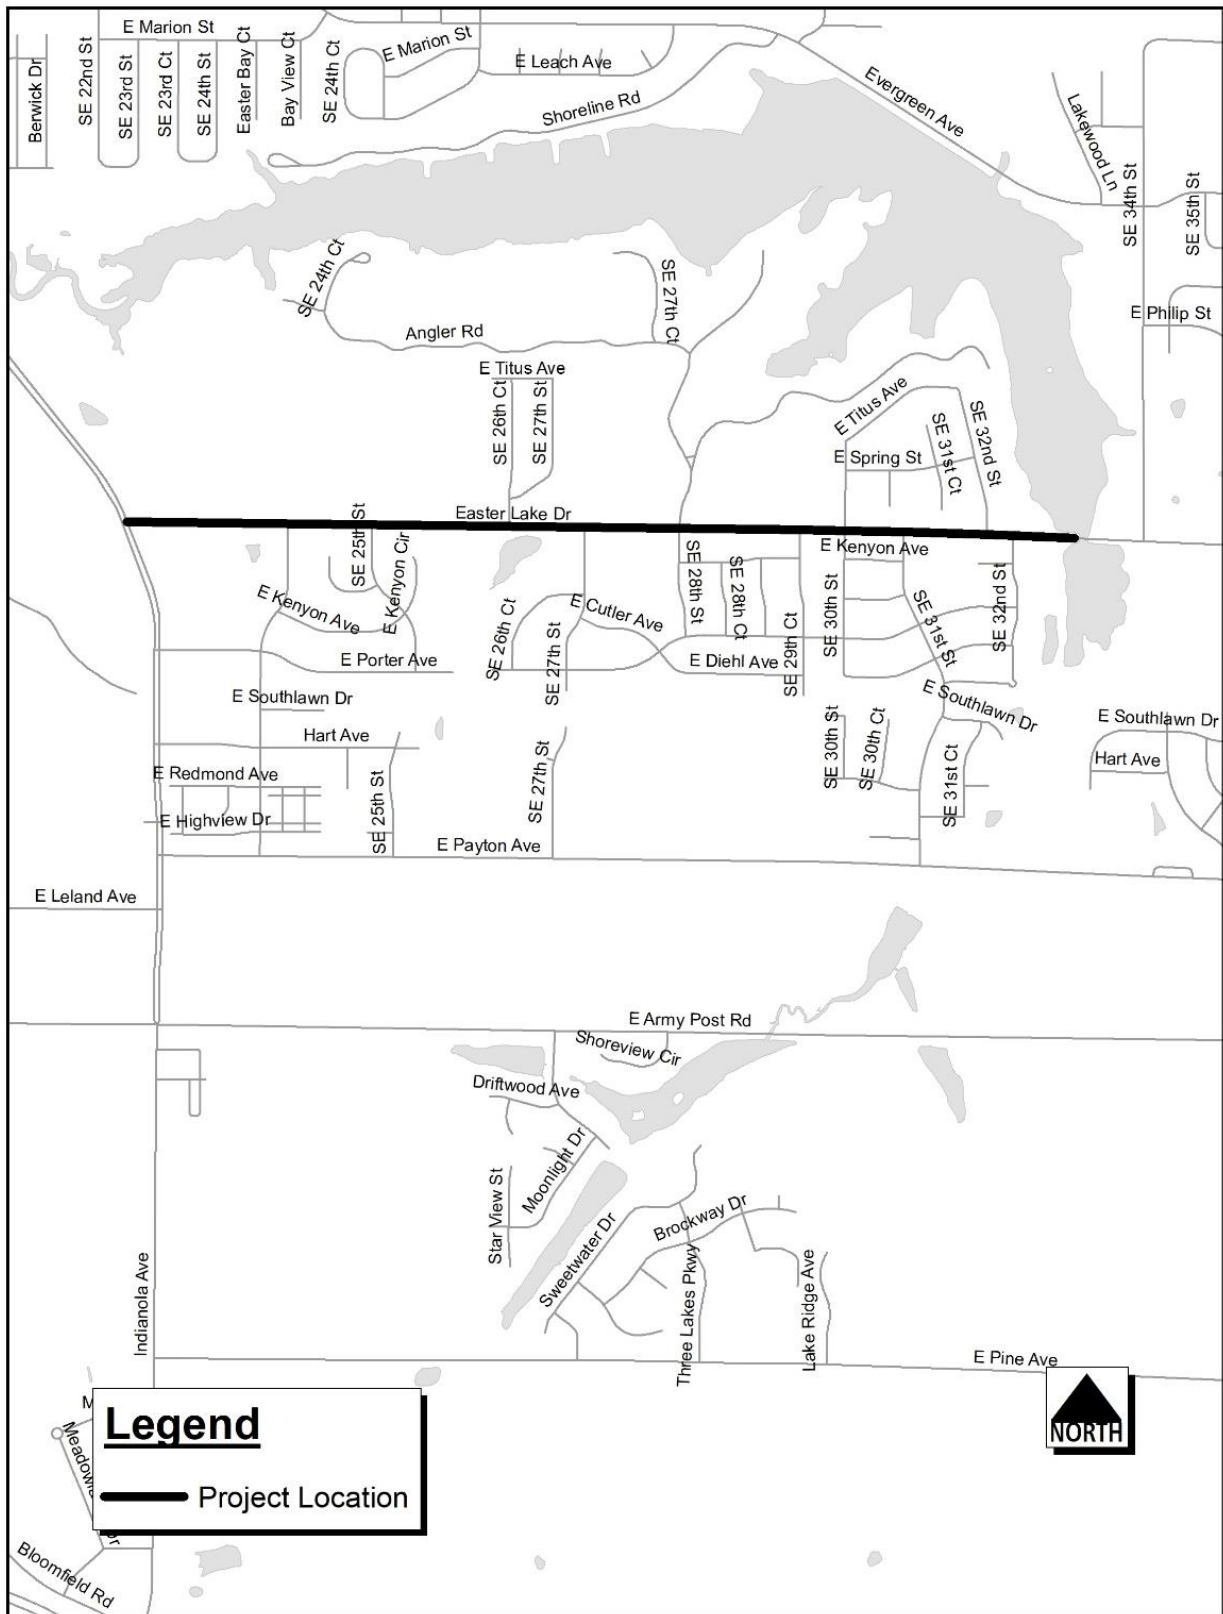 E Marion St
E Marion St
E Leach Ave
Evergreen Ave
Berwick Dr
SE 22nd St
SE 23rd St
SE 23rd Ct
SE 24th St
Easter Bay Ct
Bay View Ct
SE 24th Ct
Shoreline Rd
Lakewood Ln
SE 34th St
SE 35th St
SE 24th Ct
SE 27th Ct
E Philip St
Angler Rd
E Titus Ave
SE 26th Ct
SE 27th St
E Titus Ave
SE 31st Ct
SE 32nd St
E Spring St
Easter Lake Dr
SE 25th St
E Kenyon Cir
E Kenyon Ave
E Kenyon Ave
SE 26th Ct
E Cutler Ave
SE 27th St
SE 28th St
SE 28th Ct
SE 29th Ct
SE 30th St
SE 31st St
SE 32nd St
E Porter Ave
E Diehl Ave
E Southlawn Dr
E Southlawn Dr
E Southlawn Dr
Hart Ave
SE 30th St
SE 30th Ct
SE 31st Ct
Hart Ave
E Redmond Ave
SE 25th St
SE 27th St
E Highview Dr
E Payton Ave
E Leland Ave
E Army Post Rd
Shoreview Cir
Driftwood Ave
Moonlight Dr
Star View St
Sweetwater Dr
Brockway Dr
Three Lakes Pkwy
Lake Ridge Ave
Indianola Ave
E Pine Ave
NORTH
Legend
Project Location
Bloomfield Rd